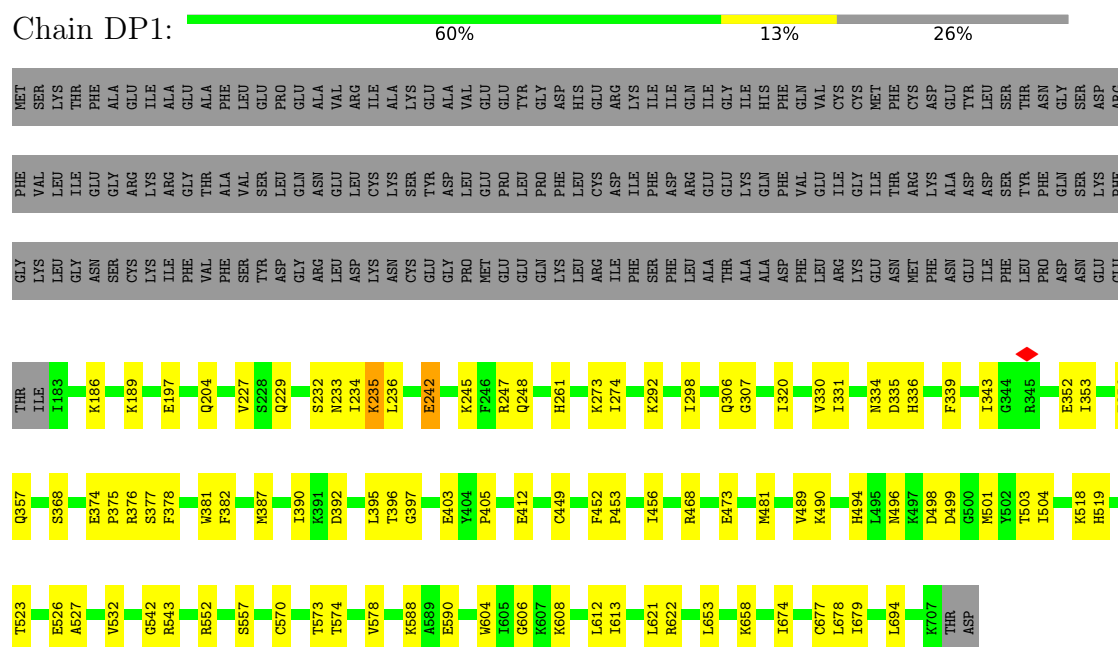 Chain DP1:
60% 13% 26%
MET SER LYS THR PHE ALA GLU ILE ALA GLU ALA PHE LEU GLU PRO GLU ALA VAL ARG ILE ALA LYS GLU ALA VAL GLU GLU TYR GLY ASP HIS GLU ARG LYS ILE ILE GLN ILE GLY ILE HIS PHE GLN VAL CYS CYS MET PHE CYS ASP GLU TYR LEU SER THR ASN GLY SER ASP ARG
PHE VAL LEU ILE GLU GLY ARG LYS ARG GLY THR ALA VAL SER LEU GLN ASN GLU LEU CYS LYS SER TYR ASP LEU GLU PRO LEU PRO PHE LEU CYS ASP ILE PHE ASP ARG GLU GLU LYS GLN PHE VAL GLU ILE GLY ILE THR ARG LYS ALA ASP ASP SER TYR PHE GLN SER LYS PHE
GLY LYS LEU GLY ASN SER CYS LYS ILE PHE VAL PHE SER TYR ASP GLY ARG LEU ASP LYS ASN CYS GLU GLY PRO MET GLU GLU GLN LYS LEU ARG ILE PHE SER PHE LEU ALA THR ALA ALA ASP PHE LEU ARG LYS GLU ASN MET PHE ASN GLU ILE PHE LEU PRO ASP ASN GLU GLU
THR ILE I183 K186 K189 E197 Q204 V227 S228 Q229 S232 N233 I234 K235 L236 E242 K245 F246 R247 Q248 H261 K273 I274 K292 I298 Q306 G307 I320 V330 I331 N334 D335 H336 F339 I343 G344 R345 E352 I353
Q357 S368 E374 P375 R376 S377 F378 W381 F382 M387 I390 K391 D392 L395 T396 G397 E403 Y404 P405 E412 C449 F452 P453 I456 R468 E473 M481 V489 K490 H494 L495 N496 K497 D498 D499 G500 M501 Y502 T503 I504 K518 H519
T523 E526 A527 V532 G542 R543 R552 S557 C570 T573 T574 V578 K588 A589 E590 W604 I605 G606 K607 K608 L612 I613 L621 R622 L653 K658 I674 C677 L678 I679 L694 K707 THR ASP